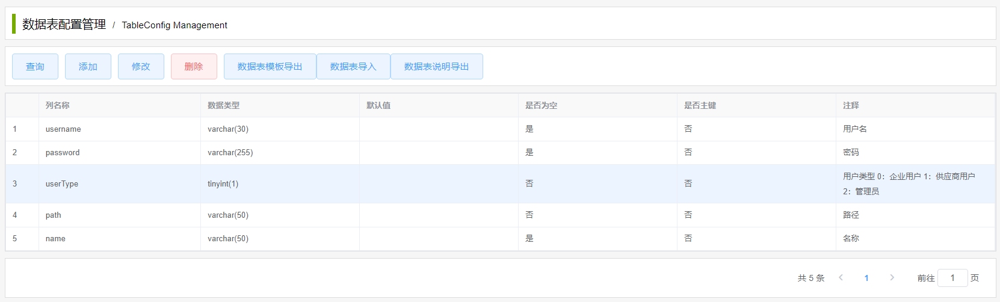 数据表配置管理 / TableConfig Management
查询 添加 修改 删除 数据表模板导出 数据表导入 数据表说明导出
列名称 数据类型 默认值 是否为空 是否主键 注释
1 username varchar(30) 是 否 用户名
2 password varchar(255) 是 否 密码
3 userType tinyint(1) 否 否 用户类型 0：企业用户 1：供应商用户
2：管理员
4 path varchar(50) 否 否 路径
5 name varchar(50) 是 否 名称
共 5 条 1 前往 1 页